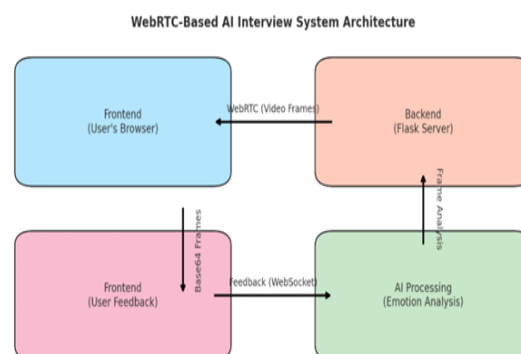 WebRTC-Based AI Interview System Architecture
WebRTC (Video Frames)
Frontend
(User's Browser)
Backend
(Flask Server)
Base64 Frames
Frame Analysis
Feedback (WebSocket)
Frontend
(User Feedback)
AI Processing
(Emotion Analysis)